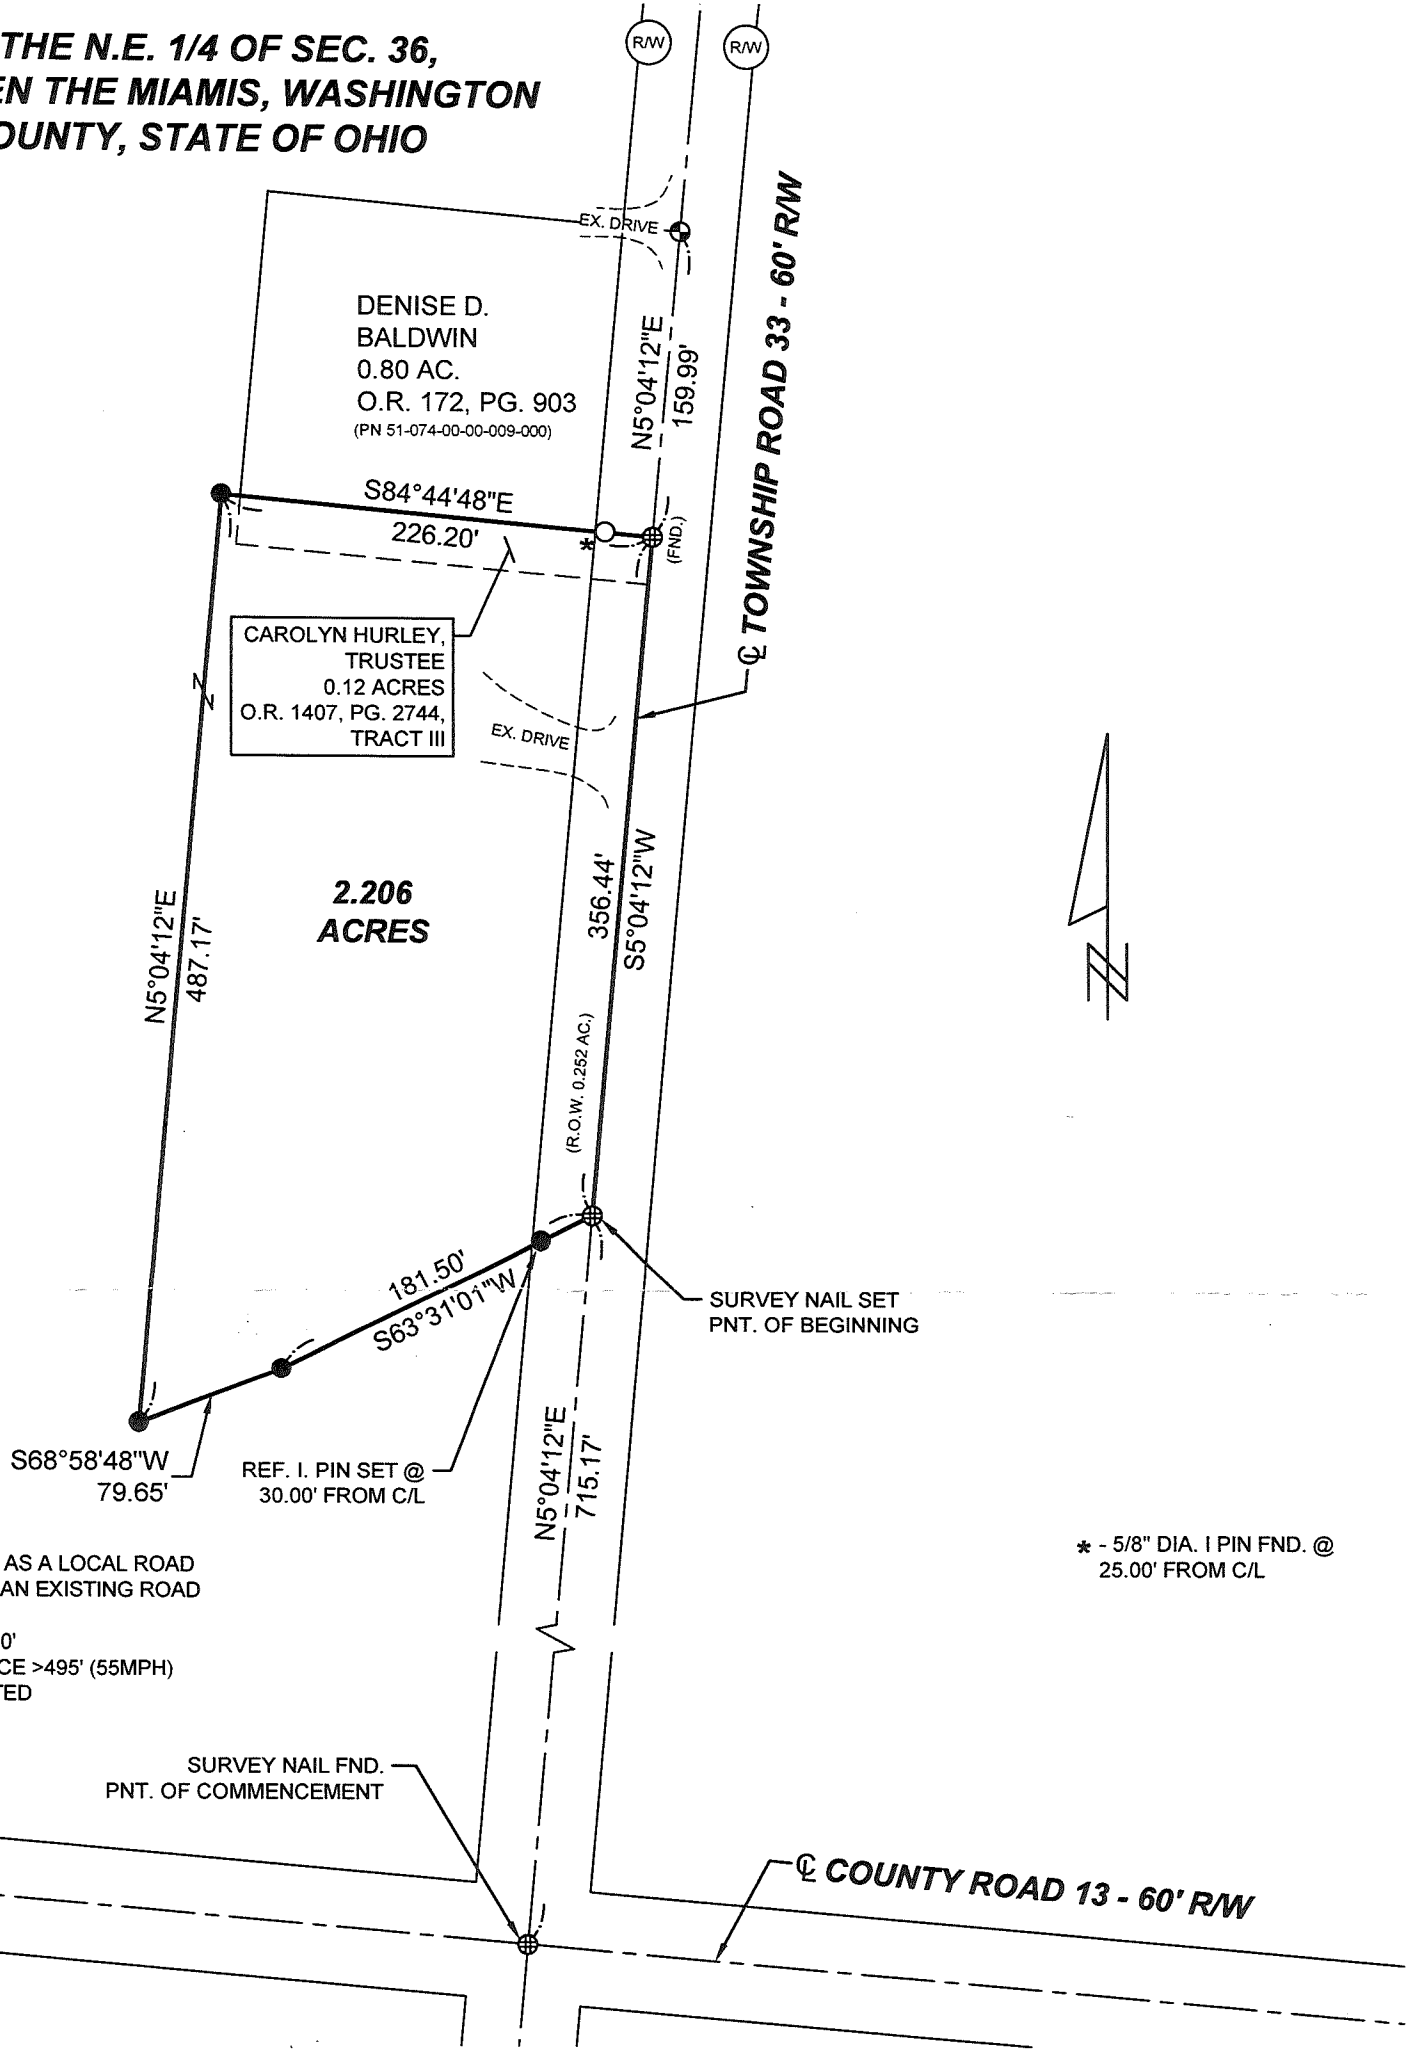 THE N.E. 1/4 OF SEC. 36,
EN THE MIAMIS, WASHINGTON
OUNTY, STATE OF OHIO
R/W
R/W
EX. DRIVE
DENISE D.
BALDWIN
0.80 AC.
O.R. 172, PG. 903
(PN 51-074-00-00-009-000)
N5°04'12"E
159.99'
℄ TOWNSHIP ROAD 33 - 60' R/W
S84°44'48"E
226.20'
*
(FND.)
CAROLYN HURLEY,
TRUSTEE
0.12 ACRES
O.R. 1407, PG. 2744,
TRACT III
Z
EX. DRIVE
2.206
ACRES
N5°04'12"E
487.17'
356.44'
S5°04'12"W
(R.O.W. 0.252 AC.)
N
181.50'
S63°31'01"W
SURVEY NAIL SET
PNT. OF BEGINNING
S68°58'48"W
79.65'
REF. I. PIN SET @
30.00' FROM C/L
N5°04'12"E
715.17'
* - 5/8" DIA. I PIN FND. @
25.00' FROM C/L
AS A LOCAL ROAD
AN EXISTING ROAD
0'
CE >495' (55MPH)
TED
SURVEY NAIL FND.
PNT. OF COMMENCEMENT
℄ COUNTY ROAD 13 - 60' R/W